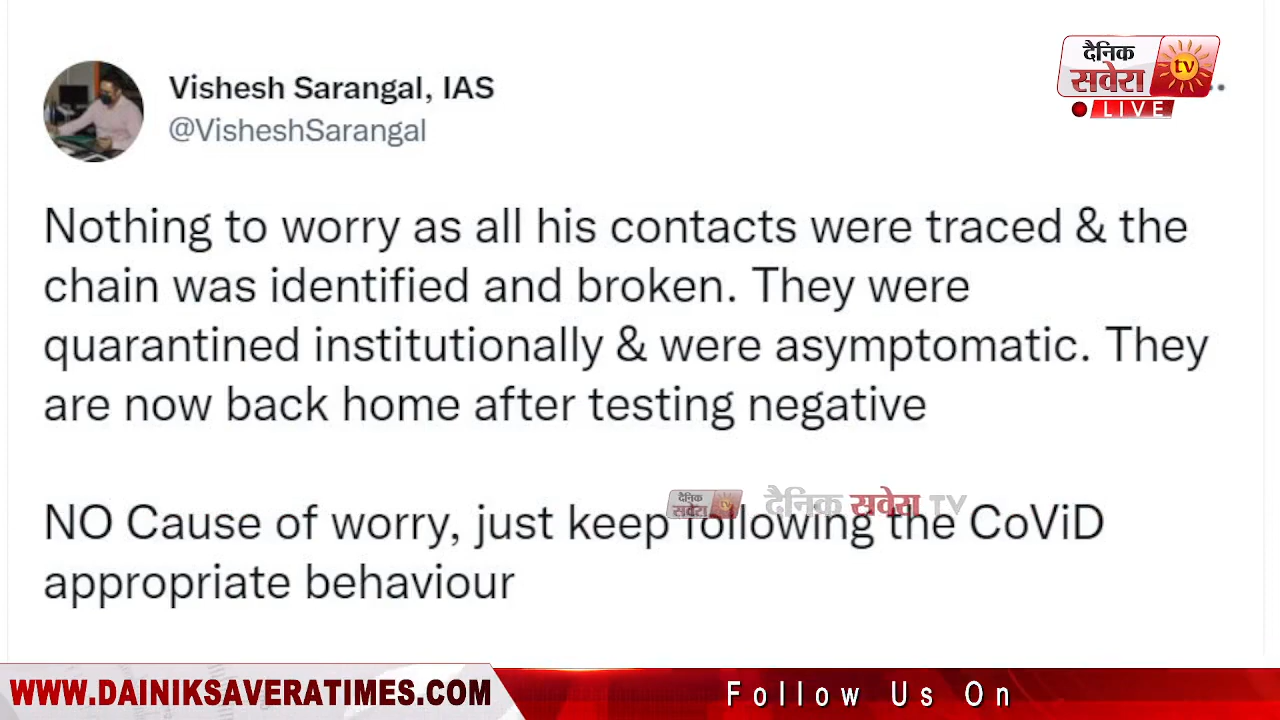 Vishesh Sarangal, IAS
@VisheshSarangal
दैनिक
सवेरा tv
LIVE
Nothing to worry as all his contacts were traced & the
chain was identified and broken. They were
quarantined institutionally & were asymptomatic. They
are now back home after testing negative
दैनिक
सवेरा tv
दैनिक सवेरा TV
NO Cause of worry, just keep following the CoViD
appropriate behaviour
WWW.DAINIKSAVERATIMES.COM
Follow Us On